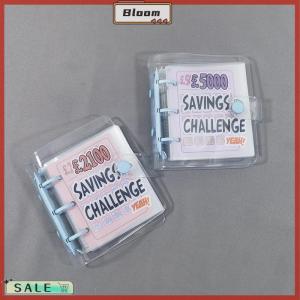 Bloom
£5000
SAVINGS
CHALLENGE
YEAH!
£2100
SAVINGS
CHALLENGE
YEAH!
SALE